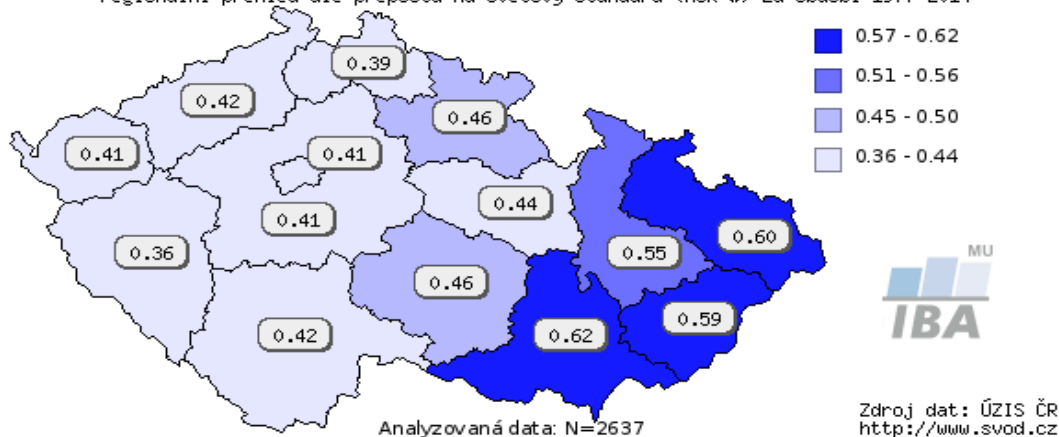 0.57 - 0.62
0.51 - 0.56
0.45 - 0.50
0.36 - 0.44
0.39
0.42
0.46
0.41
0.41
0.44
0.41
0.36
0.55
0.60
0.46
0.42
0.62
0.59
MU
IBA
Analyzovaná data: N=2637
Zdroj dat: ÚZIS ČR
http://www.svod.cz